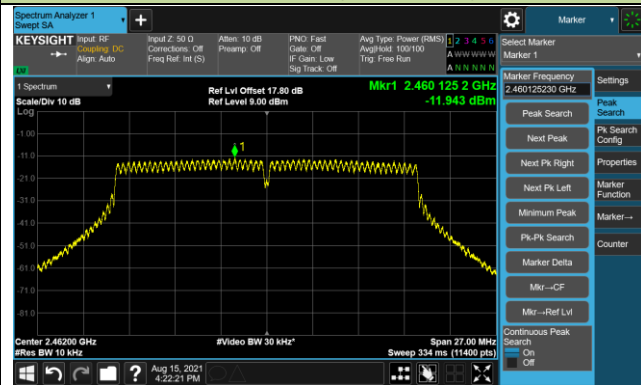 Spectrum Analyzer 1
Swept SA
Marker
KEYSIGHT
Input: RF
Coupling: DC
Align: Auto
Input Z: 50 Ω
Corrections: Off
Freq Ref: Int (S)
Atten: 10 dB
Preamp: Off
PNO: Fast
Gate: Off
IF Gain: Low
Sig Track: Off
Avg Type: Power (RMS)
Avg|Hold: 100/100
Trig: Free Run
1 2 3 4 5 6
A W W W W W
A N N N N N
Select Marker
Marker 1
1 Spectrum
Scale/Div 10 dB
Log
Ref Lvl Offset 17.80 dB
Ref Level 9.00 dBm
Mkr1 2.460 125 2 GHz
-11.943 dBm
1
-1.00
-11.0
-21.0
-31.0
-41.0
-51.0
-61.0
-71.0
-81.0
Center 2.46200 GHz
#Res BW 10 kHz
#Video BW 30 kHz*
Span 27.00 MHz
Sweep 334 ms (11400 pts)
Marker Frequency
2.460125230 GHz
Peak Search
Next Peak
Next Pk Right
Next Pk Left
Minimum Peak
Pk-Pk Search
Marker Delta
Mkr→CF
Mkr→Ref Lvl
Continuous Peak
Search
On
Off
Settings
Peak
Search
Pk Search
Config
Properties
Marker
Function
Marker→
Counter
Aug 15, 2021
4:22:21 PM